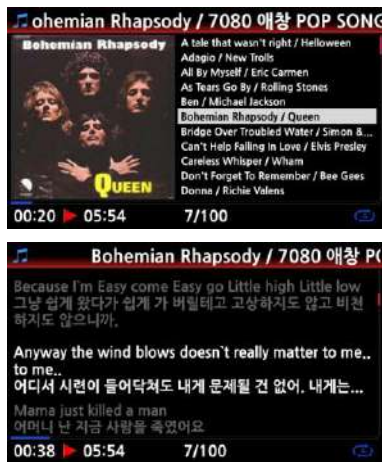 ohemian Rhapsody / 7080 애창 POP SONG
Bohemian Rhapsody
QUEEN
A tale that wasn't right / Helloween
Adagio / New Trolls
All By Myself / Eric Carmen
As Tears Go By / Rolling Stones
Ben / Michael Jackson
Bohemian Rhapsody / Queen
Bridge Over Troubled Water / Simon &...
Can't Help Falling In Love / Elvis Presley
Careless Whisper / Wham
Don't Forget To Remember / Bee Gees
Donna / Richie Valens
00:20 05:54 7/100
Bohemian Rhapsody / 7080 애창 P
Because I'm Easy come Easy go Little high Little low
그냥 쉽게 왔다가 쉽게 가 버릴테고 고상하지도 않고 비천
하지도 않으니까.
Anyway the wind blows doesn`t really matter to me..
to me..
어디서 시련이 들어닥쳐도 내게 문제될 건 없어. 내게는...
Mama just killed a man
어머니 난 지금 사람을 죽였어요
00:38 05:54 7/100